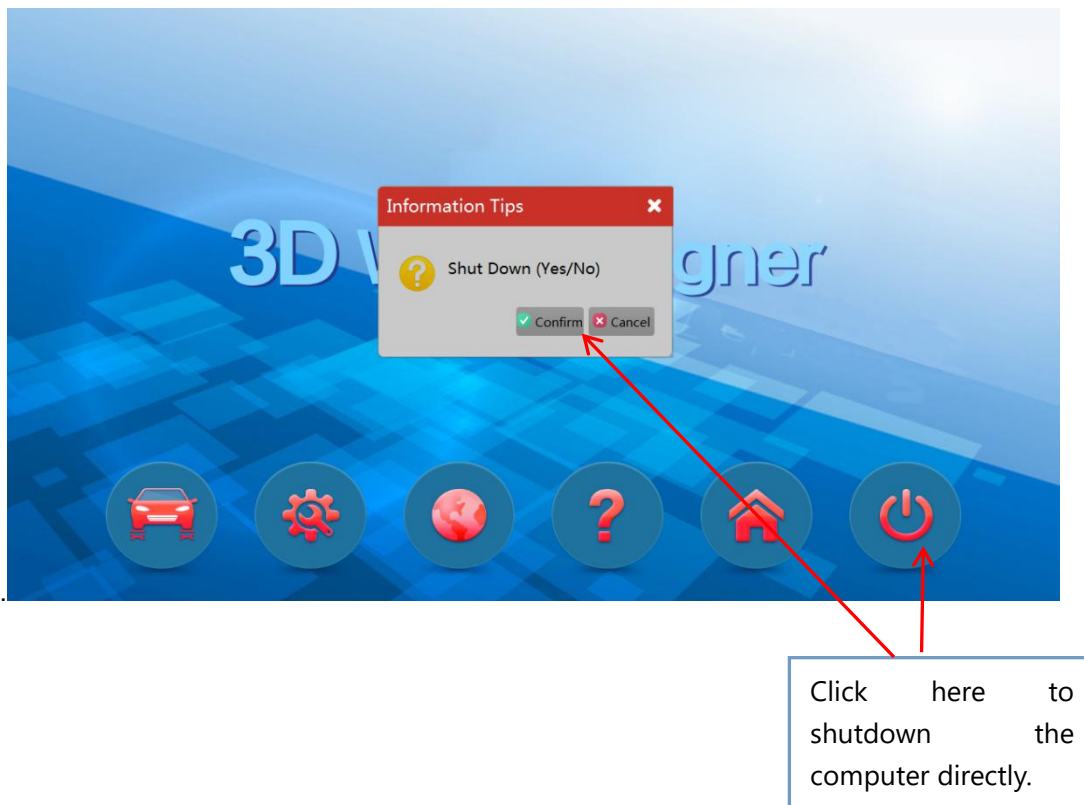 Information Tips
3D
gner
Shut Down (Yes/No)
Confirm Cancel
.
Click here to
shutdown the
computer directly.